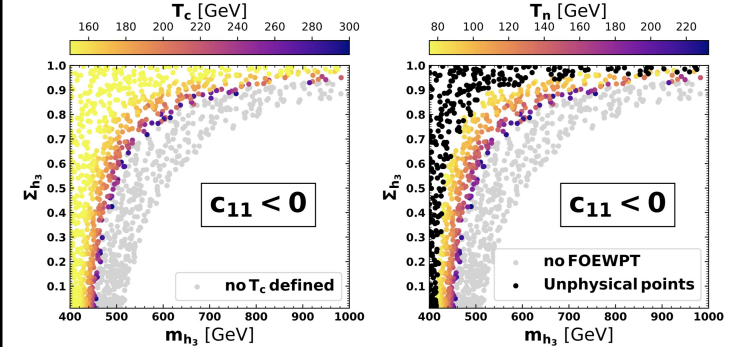 T_c [GeV]
160 180 200 220 240 260 280 300
1.0
0.9
0.8
0.7
0.6
0.5
0.4
0.3
0.2
0.1
Σ_h₃
c₁₁ < 0
no T_c defined
400 500 600 700 800 900 1000
m_h₃ [GeV]
T_n [GeV]
80 100 120 140 160 180 200 220
1.0
0.9
0.8
0.7
0.6
0.5
0.4
0.3
0.2
0.1
Σ_h₃
c₁₁ < 0
no FOEWPT
Unphysical points
400 500 600 700 800 900 1000
m_h₃ [GeV]